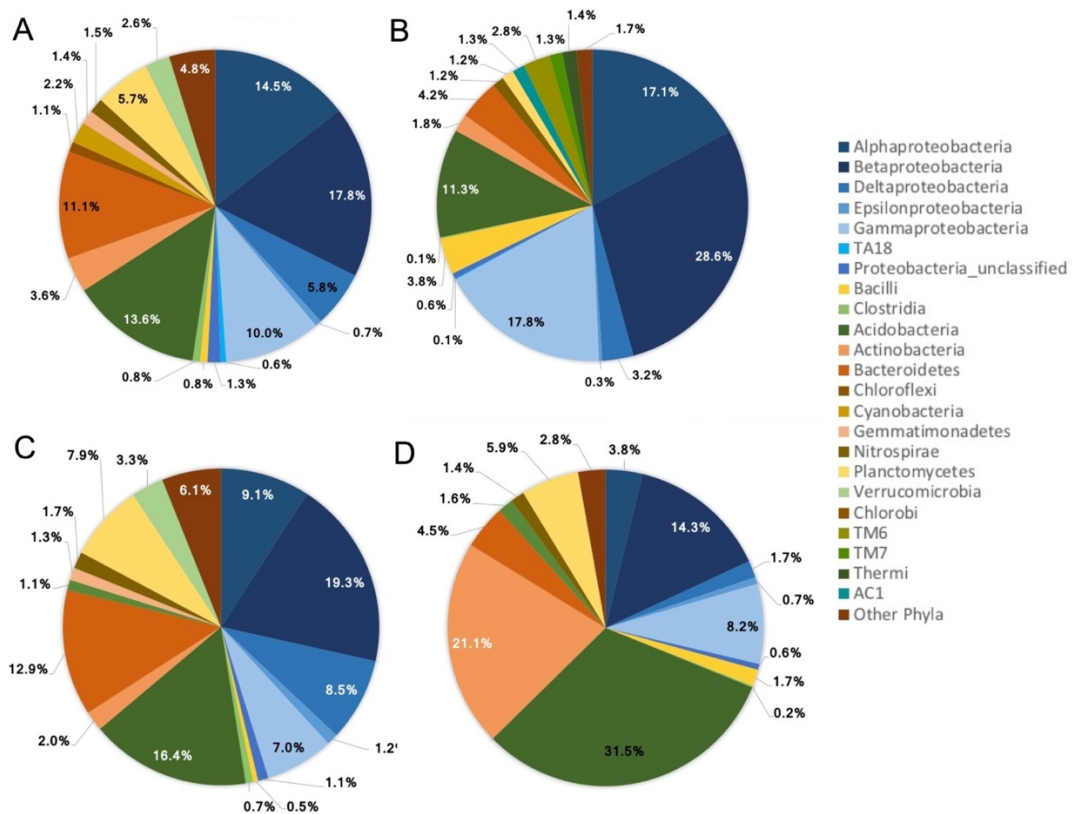 A
14.5%
17.8%
5.8%
0.7%
10.0%
0.6%
1.3%
0.8%
0.8%
13.6%
3.6%
11.1%
1.1%
2.2%
1.4%
1.5%
5.7%
2.6%
4.8%
B
17.1%
28.6%
3.2%
0.3%
17.8%
0.1%
0.6%
3.8%
0.1%
11.3%
1.8%
4.2%
1.2%
1.2%
1.3%
2.8%
1.3%
1.4%
1.7%
C
9.1%
19.3%
8.5%
1.2
7.0%
1.1%
0.5%
0.7%
16.4%
2.0%
12.9%
1.1%
1.3%
1.7%
7.9%
3.3%
6.1%
D
3.8%
14.3%
1.7%
0.7%
8.2%
0.6%
1.7%
0.2%
31.5%
21.1%
4.5%
1.6%
1.4%
5.9%
2.8%
Alphaproteobacteria
Betaproteobacteria
Deltaproteobacteria
Epsilonproteobacteria
Gammaproteobacteria
TA18
Proteobacteria_unclassified
Bacilli
Clostridia
Acidobacteria
Actinobacteria
Bacteroidetes
Chloroflexi
Cyanobacteria
Gemmatimonadetes
Nitrospirae
Planctomycetes
Verrucomicrobia
Chlorobi
TM6
TM7
Thermi
AC1
Other Phyla